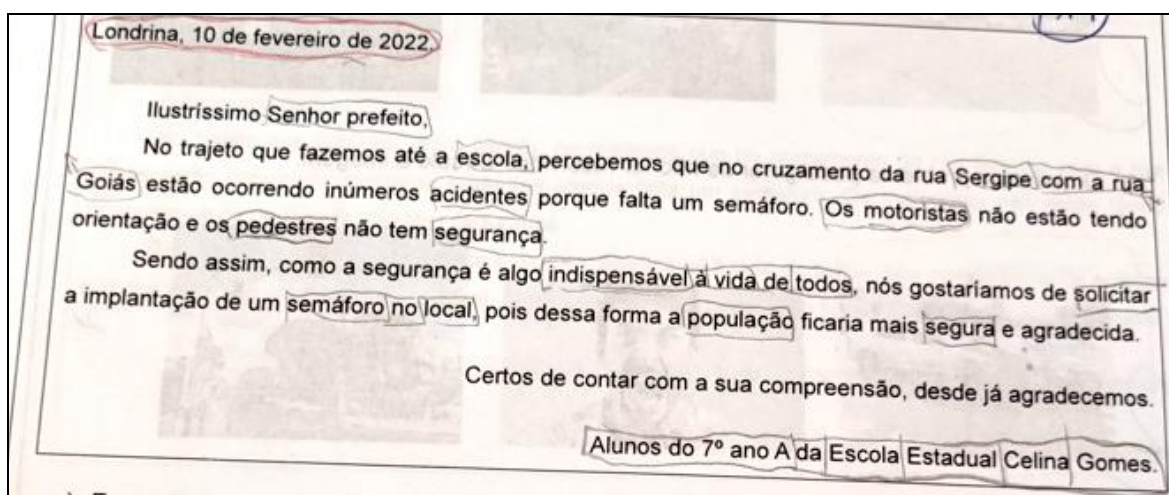 Londrina, 10 de fevereiro de 2022.
Ilustríssimo Senhor prefeito,
No trajeto que fazemos até a escola, percebemos que no cruzamento da rua Sergipe com a rua
Goiás estão ocorrendo inúmeros acidentes porque falta um semáforo. Os motoristas não estão tendo
orientação e os pedestres não tem segurança.
Sendo assim, como a segurança é algo indispensável à vida de todos, nós gostaríamos de solicitar
a implantação de um semáforo no local, pois dessa forma a população ficaria mais segura e agradecida.
Certos de contar com a sua compreensão, desde já agradecemos.
Alunos do 7º ano A da Escola Estadual Celina Gomes.